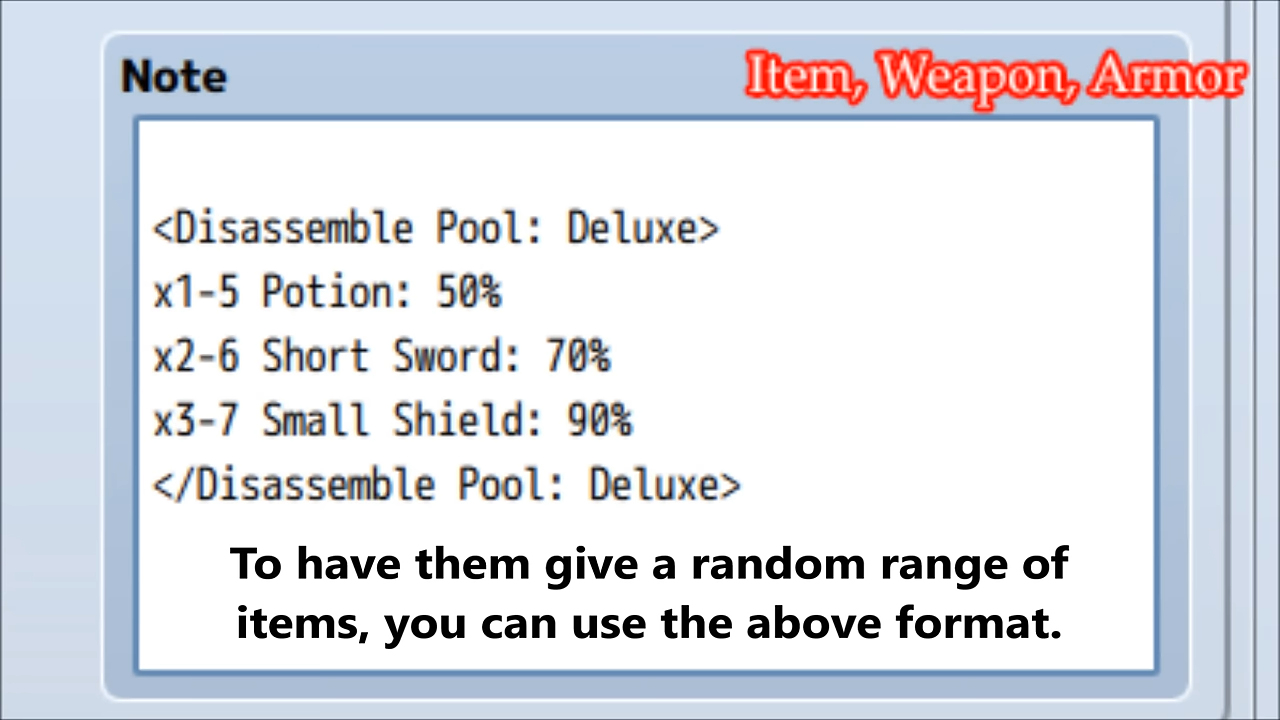 Note
Item, Weapon, Armor
<Disassemble Pool: Deluxe>
x1-5 Potion: 50%
x2-6 Short Sword: 70%
x3-7 Small Shield: 90%
</Disassemble Pool: Deluxe>
To have them give a random range of
items, you can use the above format.